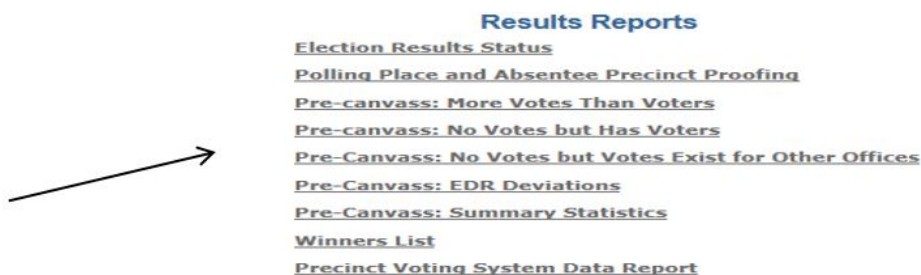 Results Reports
Election Results Status
Polling Place and Absentee Precinct Proofing
Pre-canvass: More Votes Than Voters
Pre-canvass: No Votes but Has Voters
Pre-Canvass: No Votes but Votes Exist for Other Offices
Pre-Canvass: EDR Deviations
Pre-Canvass: Summary Statistics
Winners List
Precinct Voting System Data Report